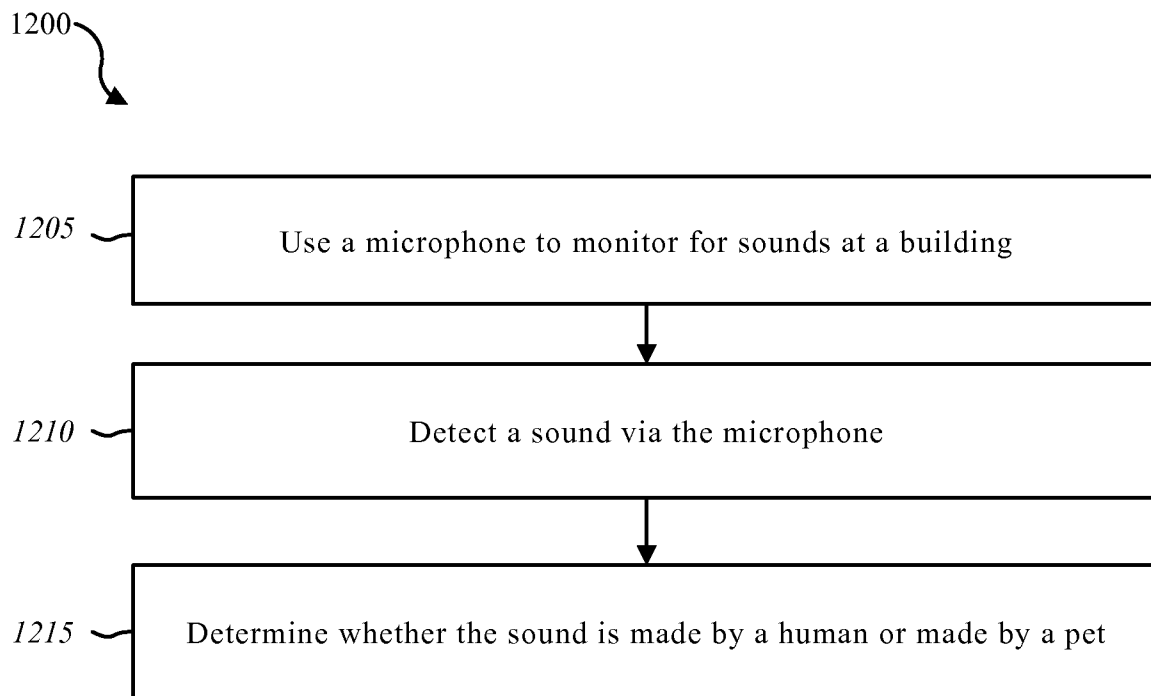 1200
1205
Use a microphone to monitor for sounds at a building
1210
Detect a sound via the microphone
1215
Determine whether the sound is made by a human or made by a pet